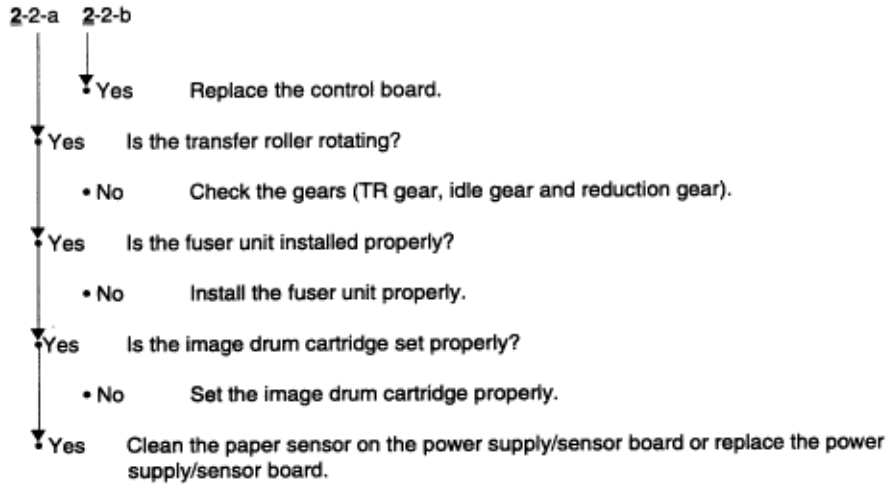 2-2-a 2-2-b
• Yes Replace the control board.
• Yes Is the transfer roller rotating?
• No Check the gears (TR gear, idle gear and reduction gear).
• Yes Is the fuser unit installed properly?
• No Install the fuser unit properly.
• Yes Is the image drum cartridge set properly?
• No Set the image drum cartridge properly.
• Yes Clean the paper sensor on the power supply/sensor board or replace the power
supply/sensor board.